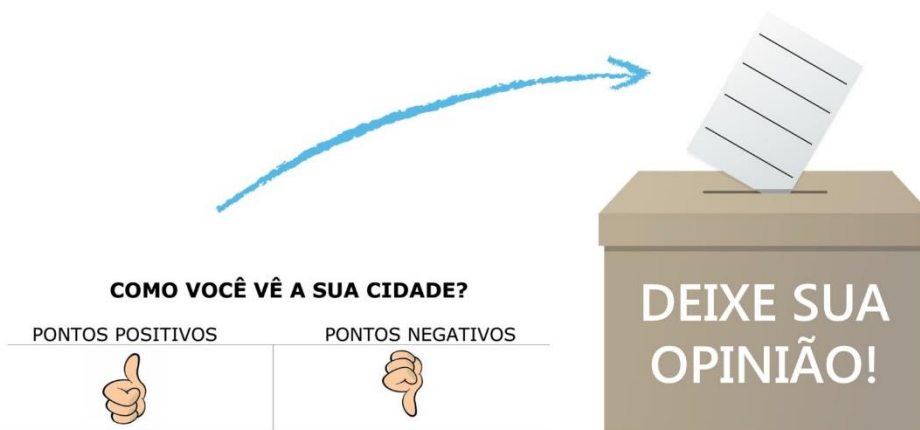 COMO VOCÊ VÊ A SUA CIDADE?
PONTOS POSITIVOS
PONTOS NEGATIVOS
DEIXE SUA
OPINIÃO!